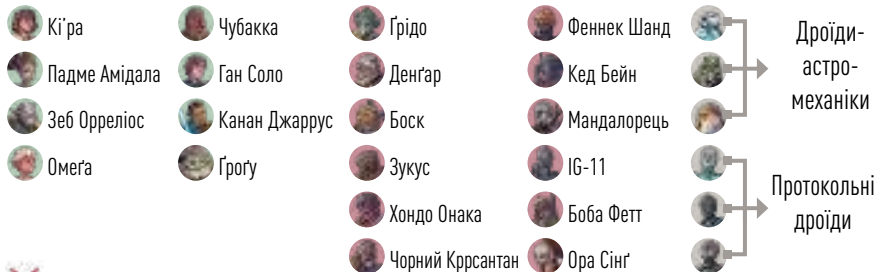 Кі’ра
Падме Амідала
Зеб Орреліос
Омеґа
Чубакка
Ган Соло
Канан Джаррус
Ґроґу
Ґрідо
Денґар
Боск
Зукус
Хондо Онака
Чорний Кррсантан
Феннек Шанд
Кед Бейн
Мандалорець
IG-11
Боба Фетт
Ора Сінґ
Дроїди-
астро-
механіки
Протокольні
дроїди